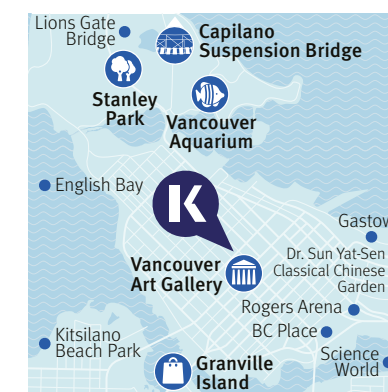 Lions Gate
Bridge
Capilano
Suspension Bridge
Stanley
Park
Vancouver
Aquarium
English Bay
K
Gastow
Vancouver
Art Gallery
Dr. Sun Yat-Sen
Classical Chinese
Garden
Rogers Arena
BC Place
Kitsilano
Beach Park
Science
World
Granville
Island